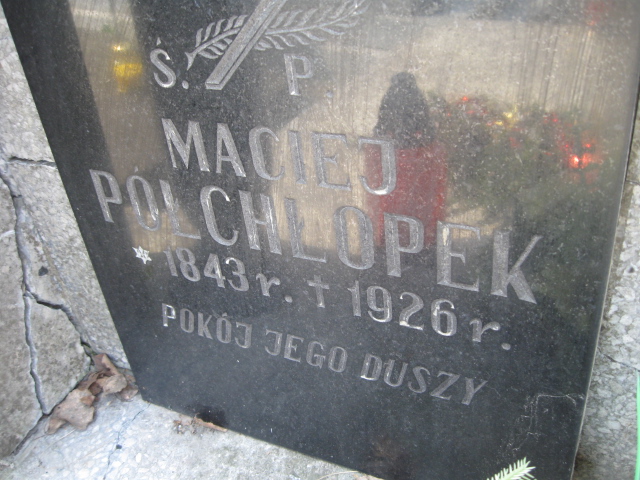 Ś. P.
MACIEJ
PÓŁCHŁOPEK
* 1843 r. † 1926 r.
POKÓJ JEGO DUSZY